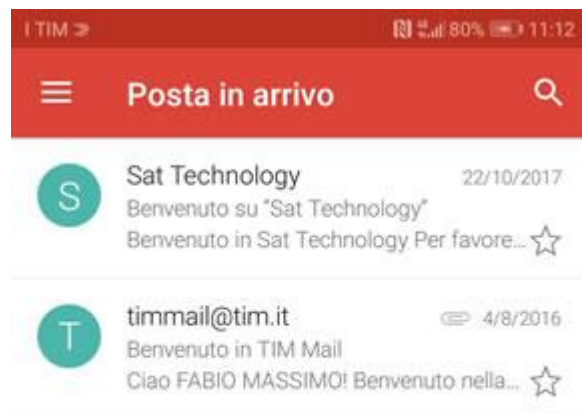 I TIM
80% 11:12
Posta in arrivo
S
Sat Technology 22/10/2017
Benvenuto su "Sat Technology"
Benvenuto in Sat Technology Per favore...
T
timmail@tim.it 4/8/2016
Benvenuto in TIM Mail
Ciao FABIO MASSIMO! Benvenuto nella...